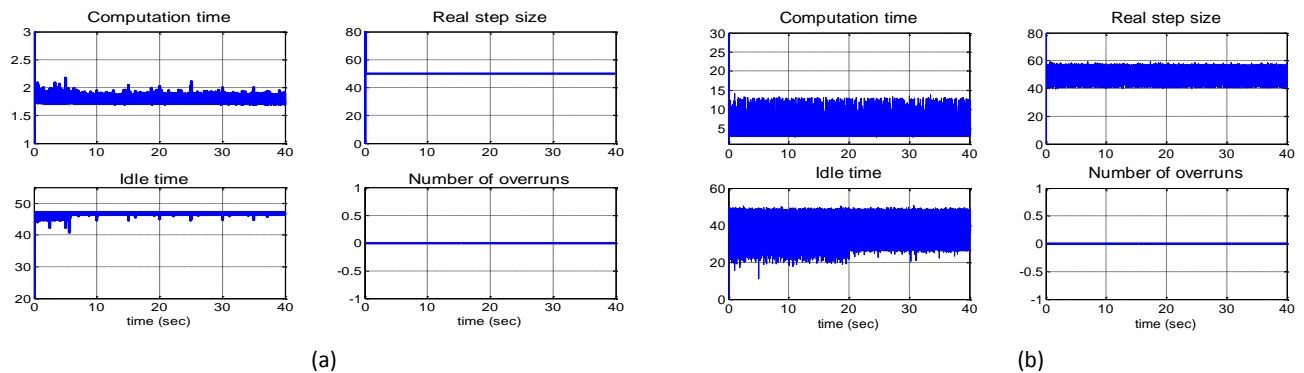 Computation time
3
2.5
2
1.5
1
0 10 20 30 40
Real step size
80
60
40
20
0
0 10 20 30 40
Idle time
50
40
30
20
0 10 20 30 40
time (sec)
Number of overruns
1
0.5
0
-0.5
-1
0 10 20 30 40
time (sec)
(a)
Computation time
30
25
20
15
10
5
0 10 20 30 40
Real step size
80
60
40
20
0
0 10 20 30 40
Idle time
60
40
20
0
0 10 20 30 40
time (sec)
Number of overruns
1
0.5
0
-0.5
-1
0 10 20 30 40
time (sec)
(b)